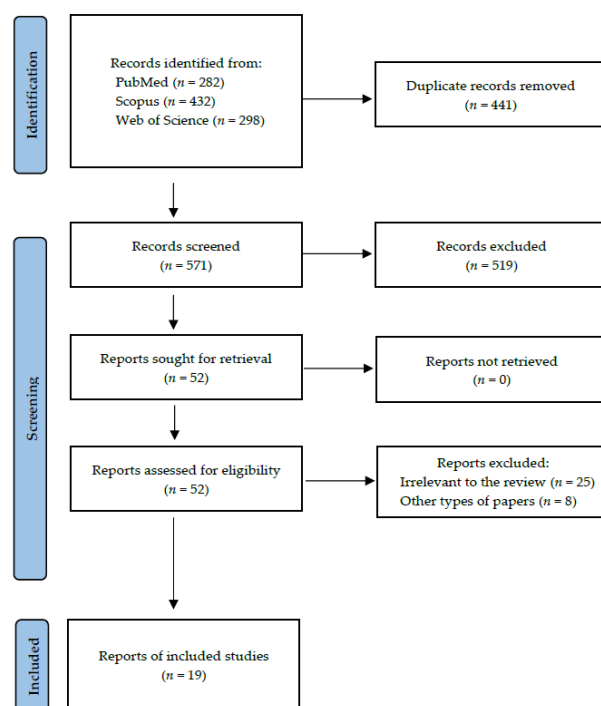 Identification
Records identified from:
PubMed (n = 282)
Scopus (n = 432)
Web of Science (n = 298)
Duplicate records removed
(n = 441)
Screening
Records screened
(n = 571)
Records excluded
(n = 519)
Reports sought for retrieval
(n = 52)
Reports not retrieved
(n = 0)
Reports assessed for eligibility
(n = 52)
Reports excluded:
Irrelevant to the review (n = 25)
Other types of papers (n = 8)
Included
Reports of included studies
(n = 19)